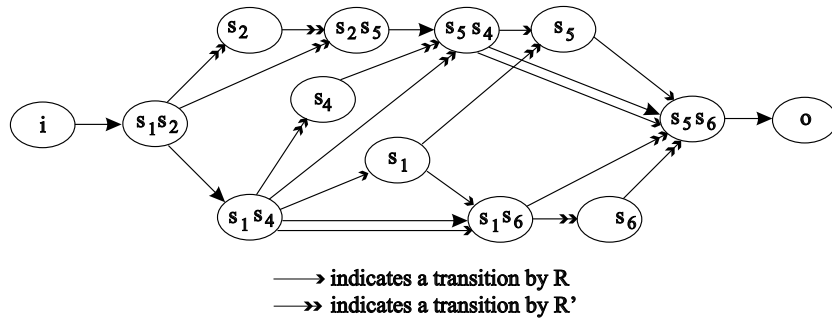 s₂
s₂s₅
s₅s₄
s₅
s₄
i
s₁s₂
s₅s₆
o
s₁
s₁s₄
s₁s₆
s₆
indicates a transition by R
indicates a transition by R’